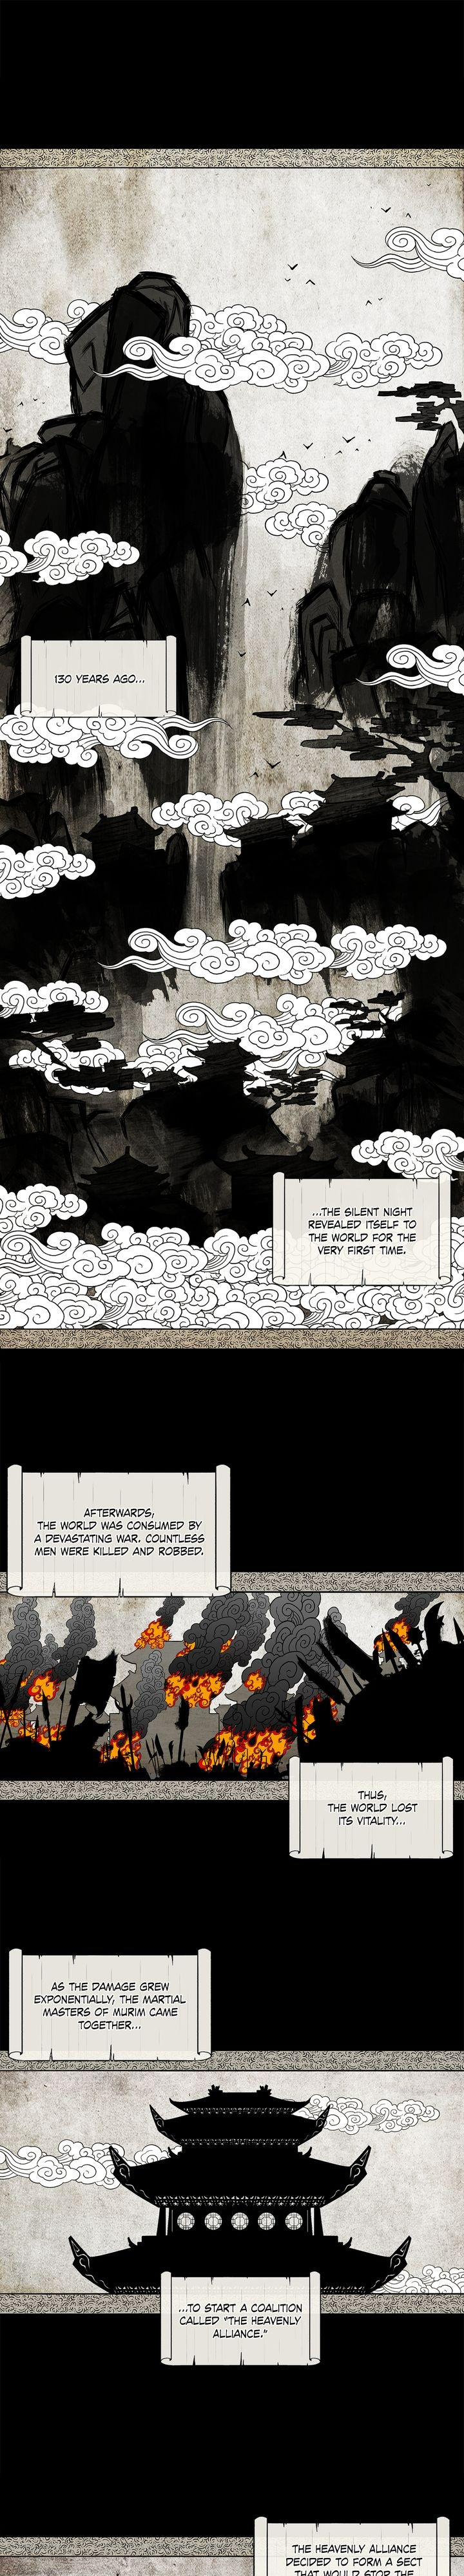 130 YEARS AGO...
...THE SILENT NIGHT
REVEALED ITSELF TO
THE WORLD FOR THE
VERY FIRST TIME.
AFTERWARDS,
THE WORLD WAS CONSUMED BY
A DEVASTATING WAR. COUNTLESS
MEN WERE KILLED AND ROBBED.
THUS,
THE WORLD LOST
ITS VITALITY...
AS THE DAMAGE GREW
EXPONENTIALLY, THE MARTIAL
MASTERS OF MURIM CAME
TOGETHER...
...TO START A COALITION
CALLED "THE HEAVENLY
ALLIANCE."
THE HEAVENLY ALLIANCE
DECIDED TO FORM A SECT
THAT WOULD STOP THE